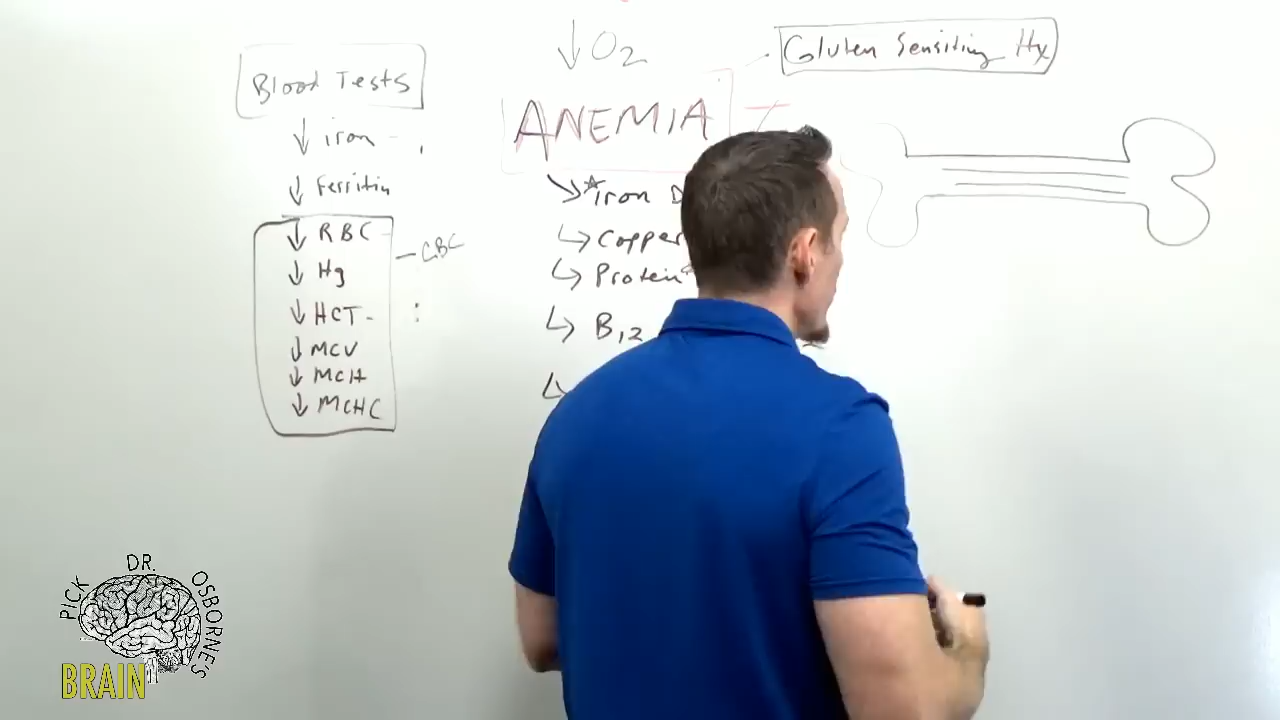 ↓ O2
Gluten Sensitivity Hx
Blood Tests
ANEMIA
↓ iron
↓ Ferritin
↓ RBC
CBC
↓ Hg
↓ HCT
↓ MCV
↓ MCH
↓ MCHC
Iron
Copper
Protein
B12
PICK DR. OSBORNE'S
BRAIN